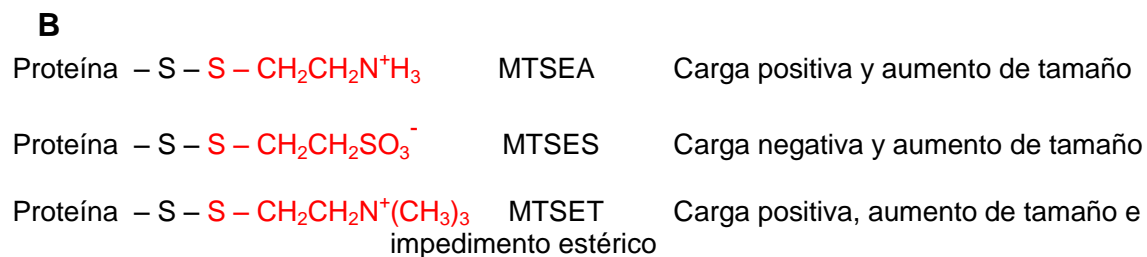 B
Proteína – S – S – CH₂CH₂N⁺H₃ MTSEA Carga positiva y aumento de tamaño
Proteína – S – S – CH₂CH₂SO₃⁻ MTSES Carga negativa y aumento de tamaño
Proteína – S – S – CH₂CH₂N⁺(CH₃)₃ MTSET Carga positiva, aumento de tamaño e
impedimento estérico